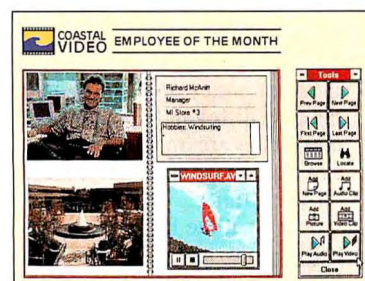 COASTAL
VIDEO
EMPLOYEE OF THE MONTH
Richard McAniff
Manager
MI Store #3
Hobbies: Windsurfing
WINDSURF.AVI
Tools
Prev Page
Next Page
First Page
Last Page
Browse
Locate
Add
New Page
Add
Audio Clip
Add
Picture
Add
Video Clip
Play Audio
Play Video
Close